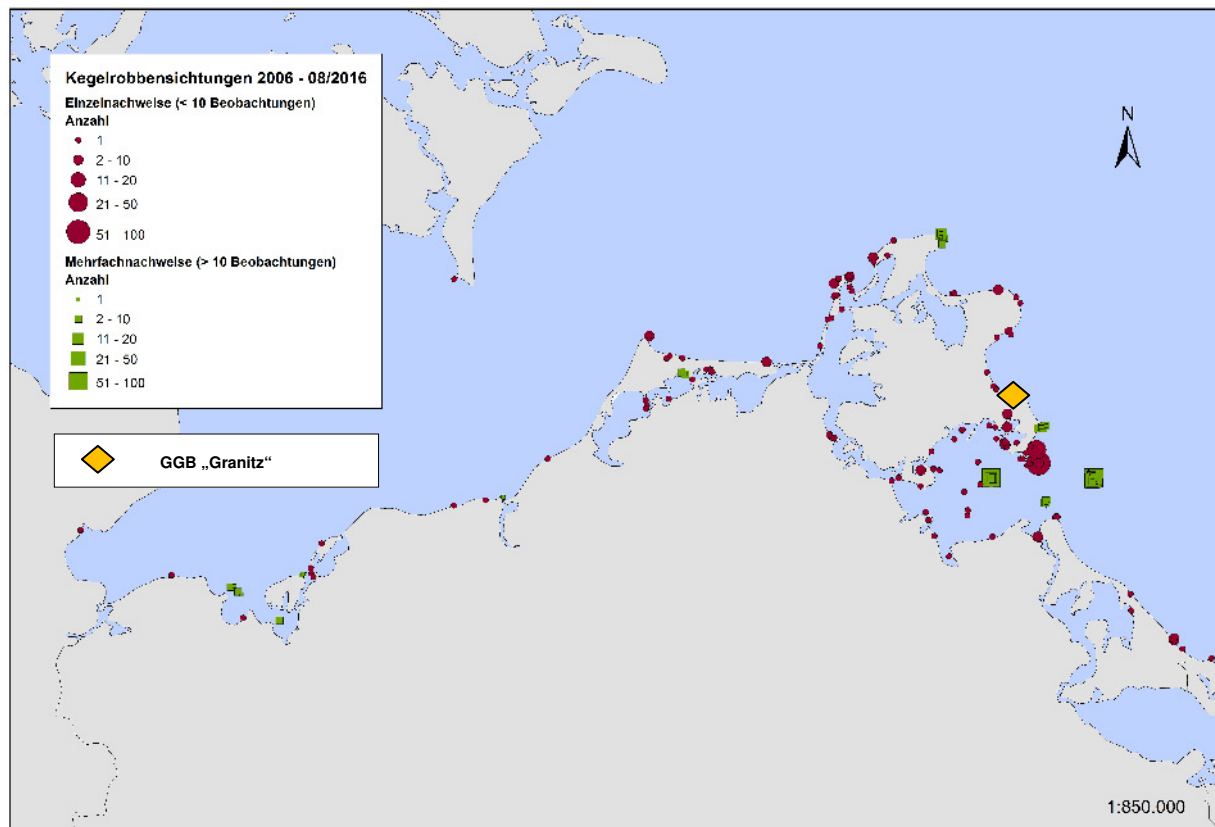 Kegelrobbensichtungen 2006 - 08/2016
Einzelnachweise (< 10 Beobachtungen)
Anzahl
1
2 - 10
11 - 20
21 - 50
51 - 100
Mehrfachnachweise (> 10 Beobachtungen)
Anzahl
1
2 - 10
11 - 20
21 - 50
51 - 100
GGB „Granitz“
N
1:850.000